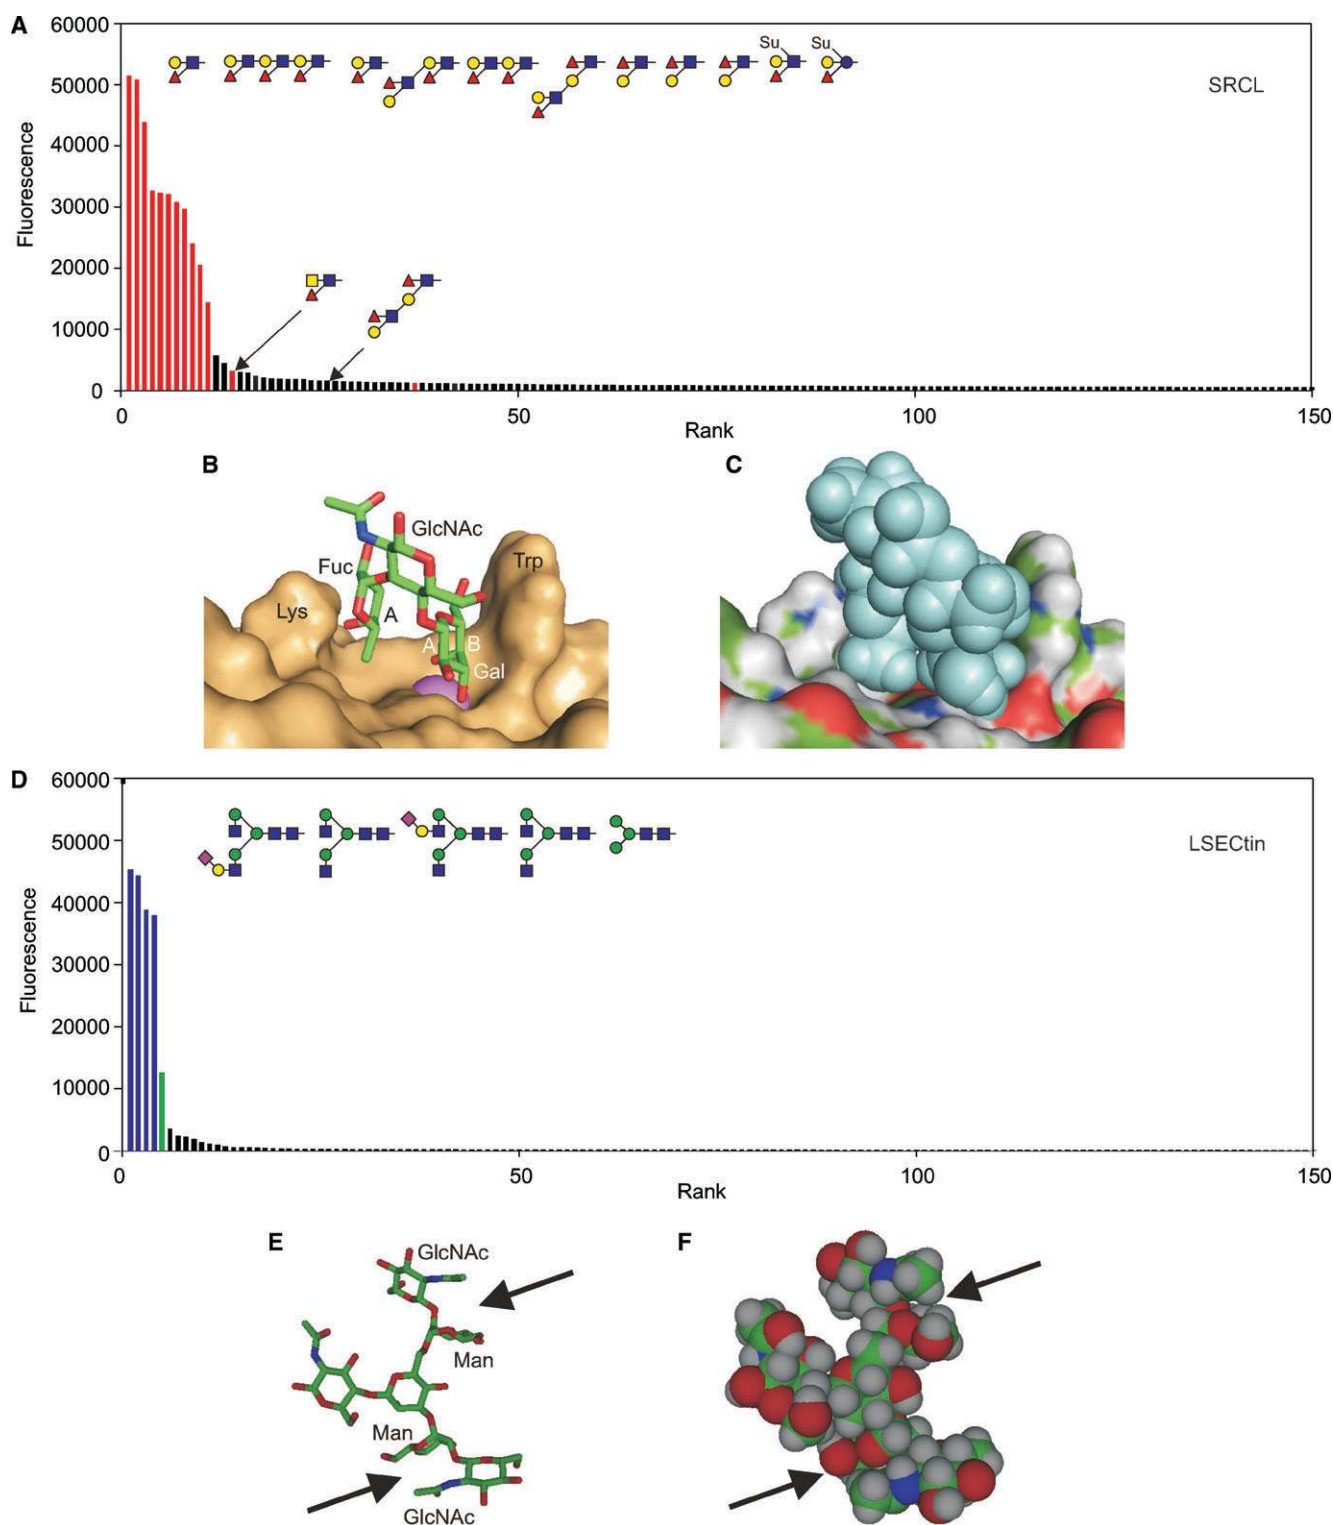 A
60000
50000
40000
30000
20000
10000
0
Fluorescence
Su
Su
SRCL
0
50
100
150
Rank
B
GlcNAc
Fuc
Trp
Lys
A
A
B
Gal
C
D
60000
50000
40000
30000
20000
10000
0
Fluorescence
LSECtin
0
50
100
150
Rank
E
GlcNAc
Man
Man
GlcNAc
F